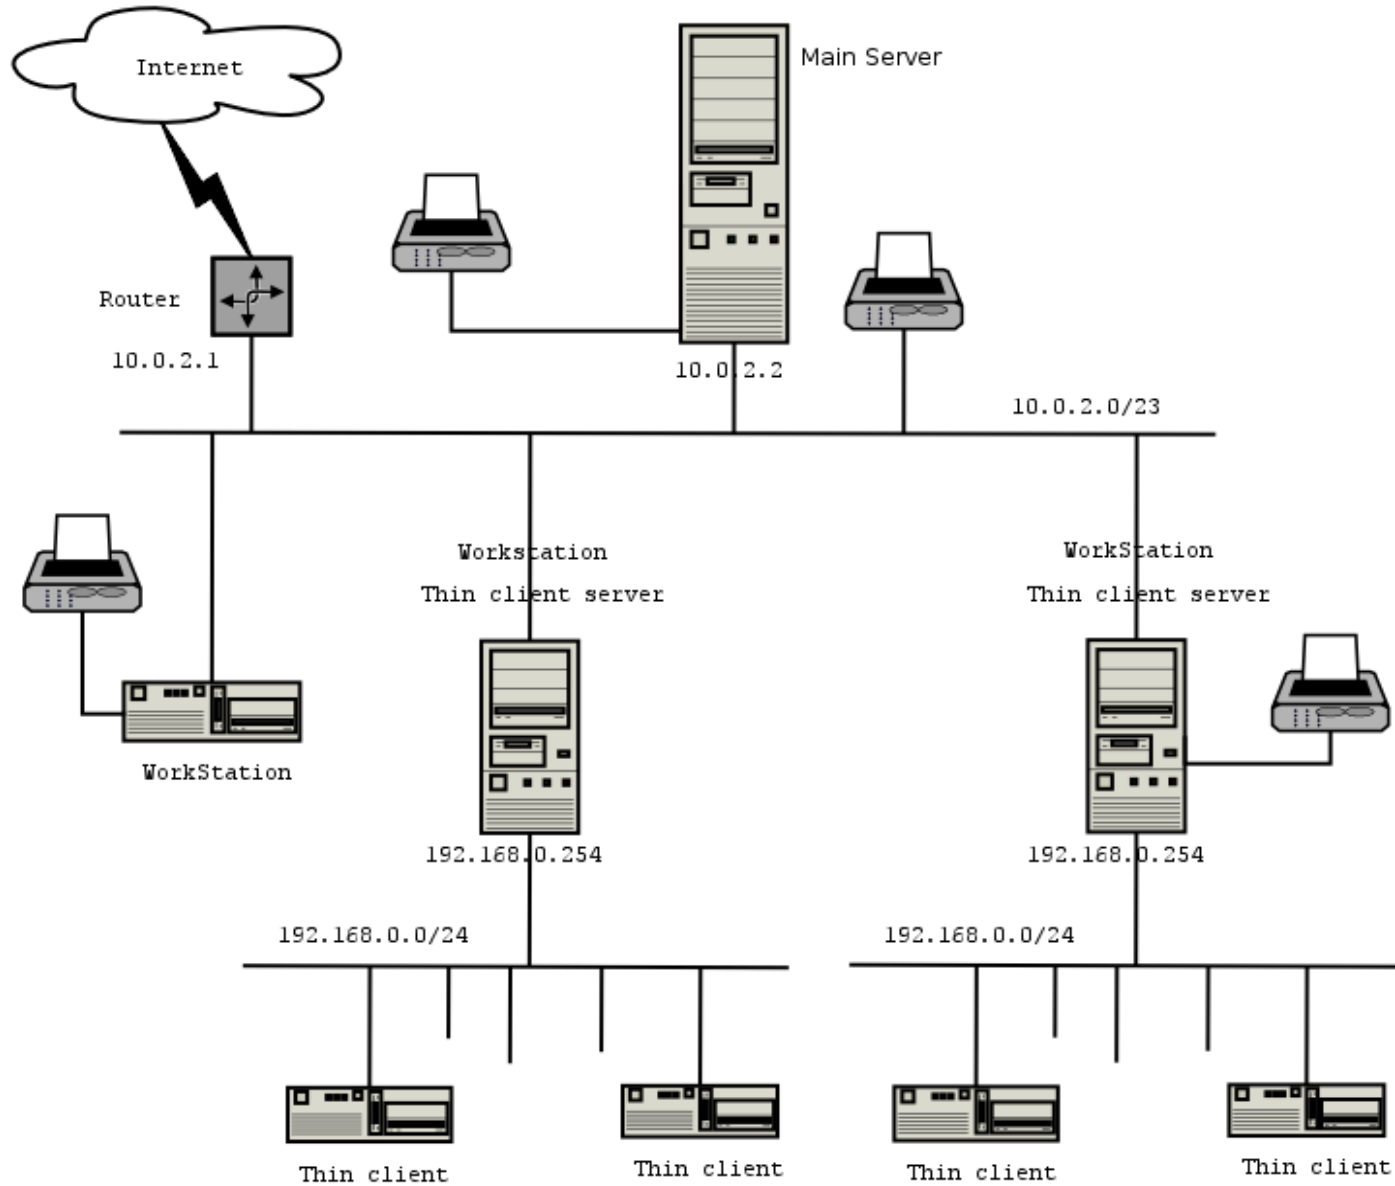 Internet
Main Server
Router
10.0.2.1
10.0.2.2
10.0.2.0/23
Workstation
Thin client server
WorkStation
Thin client server
WorkStation
192.168.0.254
192.168.0.254
192.168.0.0/24
192.168.0.0/24
Thin client
Thin client
Thin client
Thin client